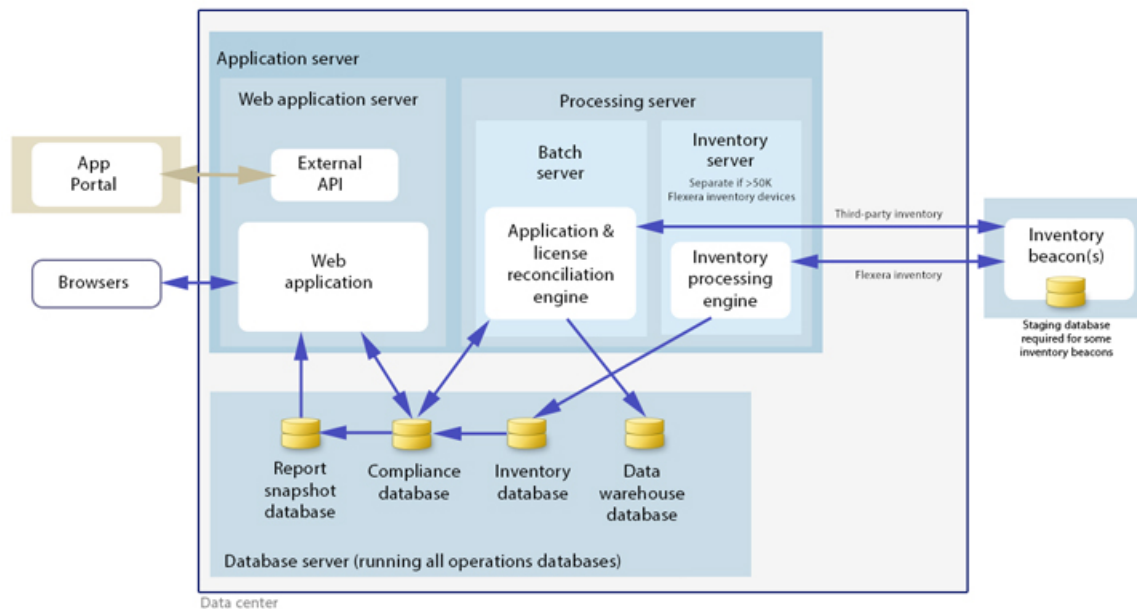 Application server
Web application server
Processing server
App
Portal
External
API
Batch
server
Inventory
server
Separate if >50K
Flexera inventory devices
Third-party inventory
Browsers
Web
application
Application &
license
reconciliation
engine
Inventory
processing
engine
Flexera inventory
Inventory
beacon(s)
Staging database
required for some
inventory beacons
Report
snapshot
database
Compliance
database
Inventory
database
Data
warehouse
database
Database server (running all operations databases)
Data center